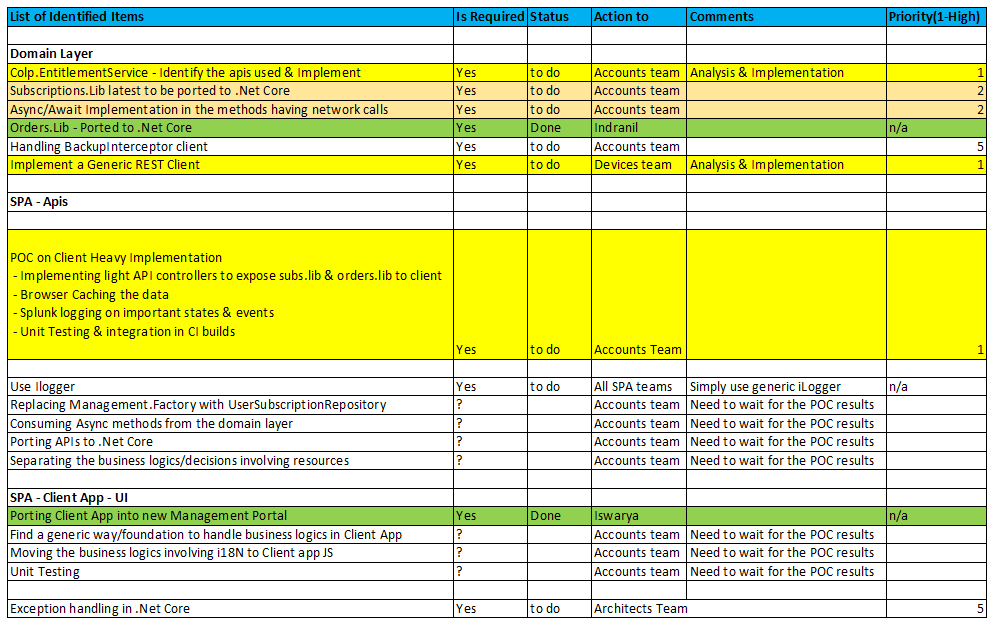 List of Identified Items Is Required Status Action to Comments Priority(1-High)
Domain Layer
Colp.EntitlementService - Identify the apis used & Implement Yes to do Accounts team Analysis & Implementation 1
Subscriptions.Lib latest to be ported to .Net Core Yes to do Accounts team 2
Async/Await Implementation in the methods having network calls Yes to do Accounts team 2
Orders.Lib - Ported to .Net Core Yes Done Indranil n/a
Handling BackupInterceptor client Yes to do Accounts team 5
Implement a Generic REST Client Yes to do Devices team Analysis & Implementation 1
SPA - Apis
POC on Client Heavy Implementation
- Implementing light API controllers to expose subs.lib & orders.lib to client
- Browser Caching the data
- Splunk logging on important states & events
- Unit Testing & integration in CI builds
Yes to do Accounts Team 1
Use Ilogger Yes to do All SPA teams Simply use generic iLogger n/a
Replacing Management.Factory with UserSubscriptionRepository ? Accounts team Need to wait for the POC results
Consuming Async methods from the domain layer ? Accounts team Need to wait for the POC results
Porting APIs to .Net Core ? Accounts team Need to wait for the POC results
Separating the business logics/decisions involving resources ? Accounts team Need to wait for the POC results
SPA - Client App - UI
Porting Client App into new Management Portal Yes Done Iswarya n/a
Find a generic way/foundation to handle business logics in Client App ? Accounts team Need to wait for the POC results
Moving the business logics involving i18N to Client app JS ? Accounts team Need to wait for the POC results
Unit Testing ? Accounts team Need to wait for the POC results
Exception handling in .Net Core Yes to do Architects Team 5